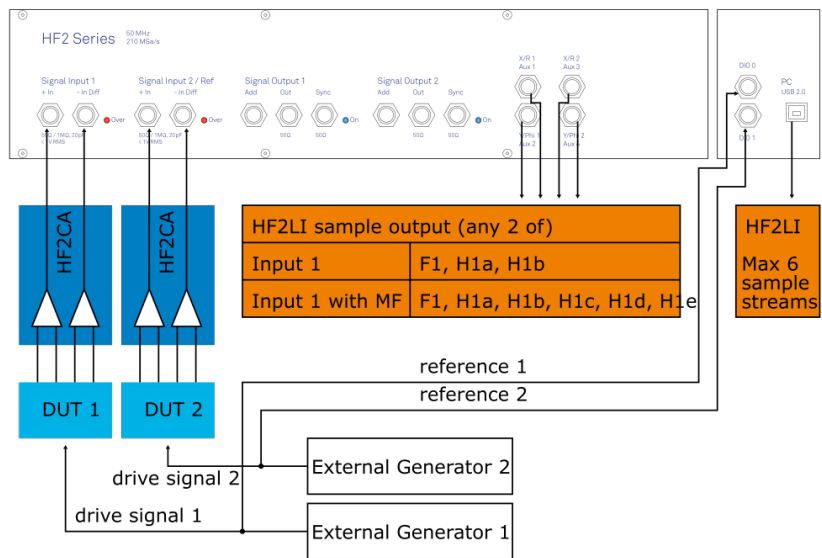 HF2 Series
50 MHz
210 MSa/s
Signal Input 1
+ In
- In Diff
Over
50Ω / 1MΩ, 20pF
Signal Input 2 / Ref
+ In
- In Diff
Over
50Ω / 1MΩ, 20pF
Signal Output 1
Add
Out
Sync
On
50Ω
50Ω
Signal Output 2
Add
Out
Sync
On
50Ω
50Ω
X/R 1
Aux 1
X/R 2
Aux 3
Y/Phi 1
Aux 2
Y/Phi 2
Aux
DIO 0
DIO 1
PC
USB 2.0
HF2CA
HF2CA
HF2LI sample output (any 2 of)
Input 1
F1, H1a, H1b
Input 1 with MF
F1, H1a, H1b, H1c, H1d, H1e
HF2LI
Max 6
sample
streams
reference 1
reference 2
DUT 1
DUT 2
External Generator 2
drive signal 2
drive signal 1
External Generator 1